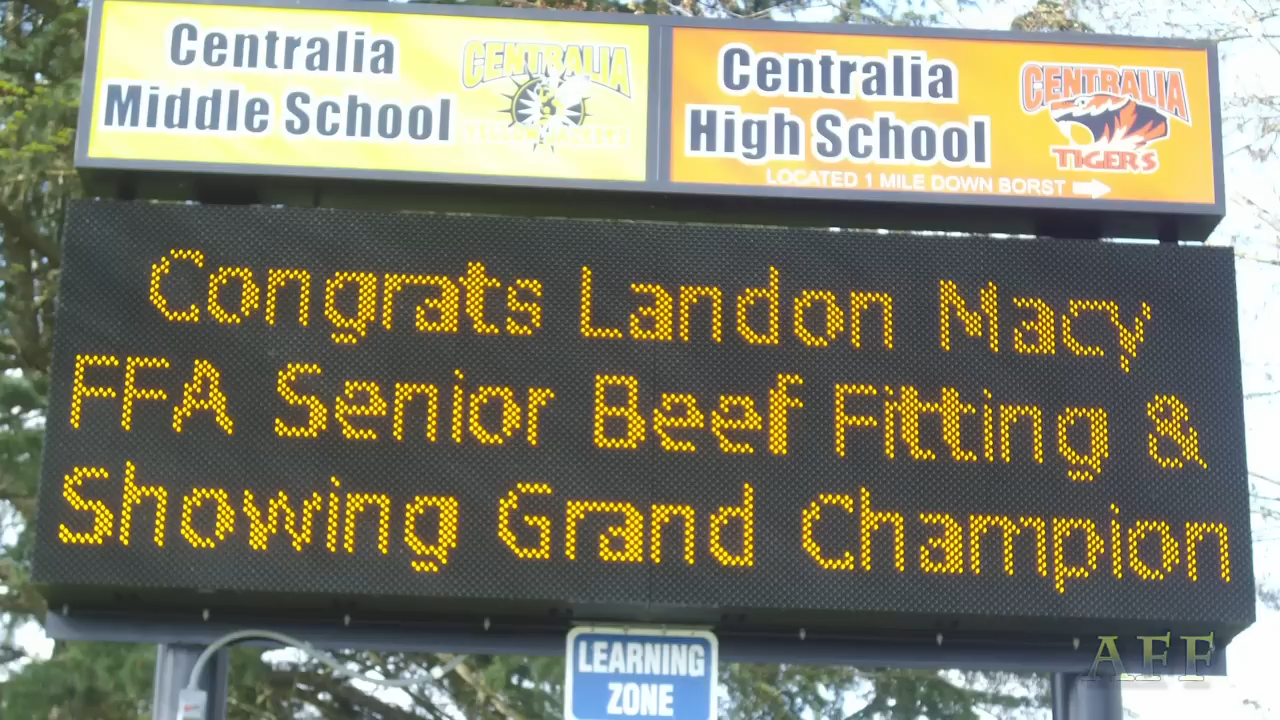 Centralia
Middle School
CENTRALIA
Centralia
High School
CENTRALIA
TIGERS
LOCATED 1 MILE DOWN BORST
Congrats Landon Macy
FFA Senior Beef Fitting &
Showing Grand Champion
LEARNING
ZONE
AFF